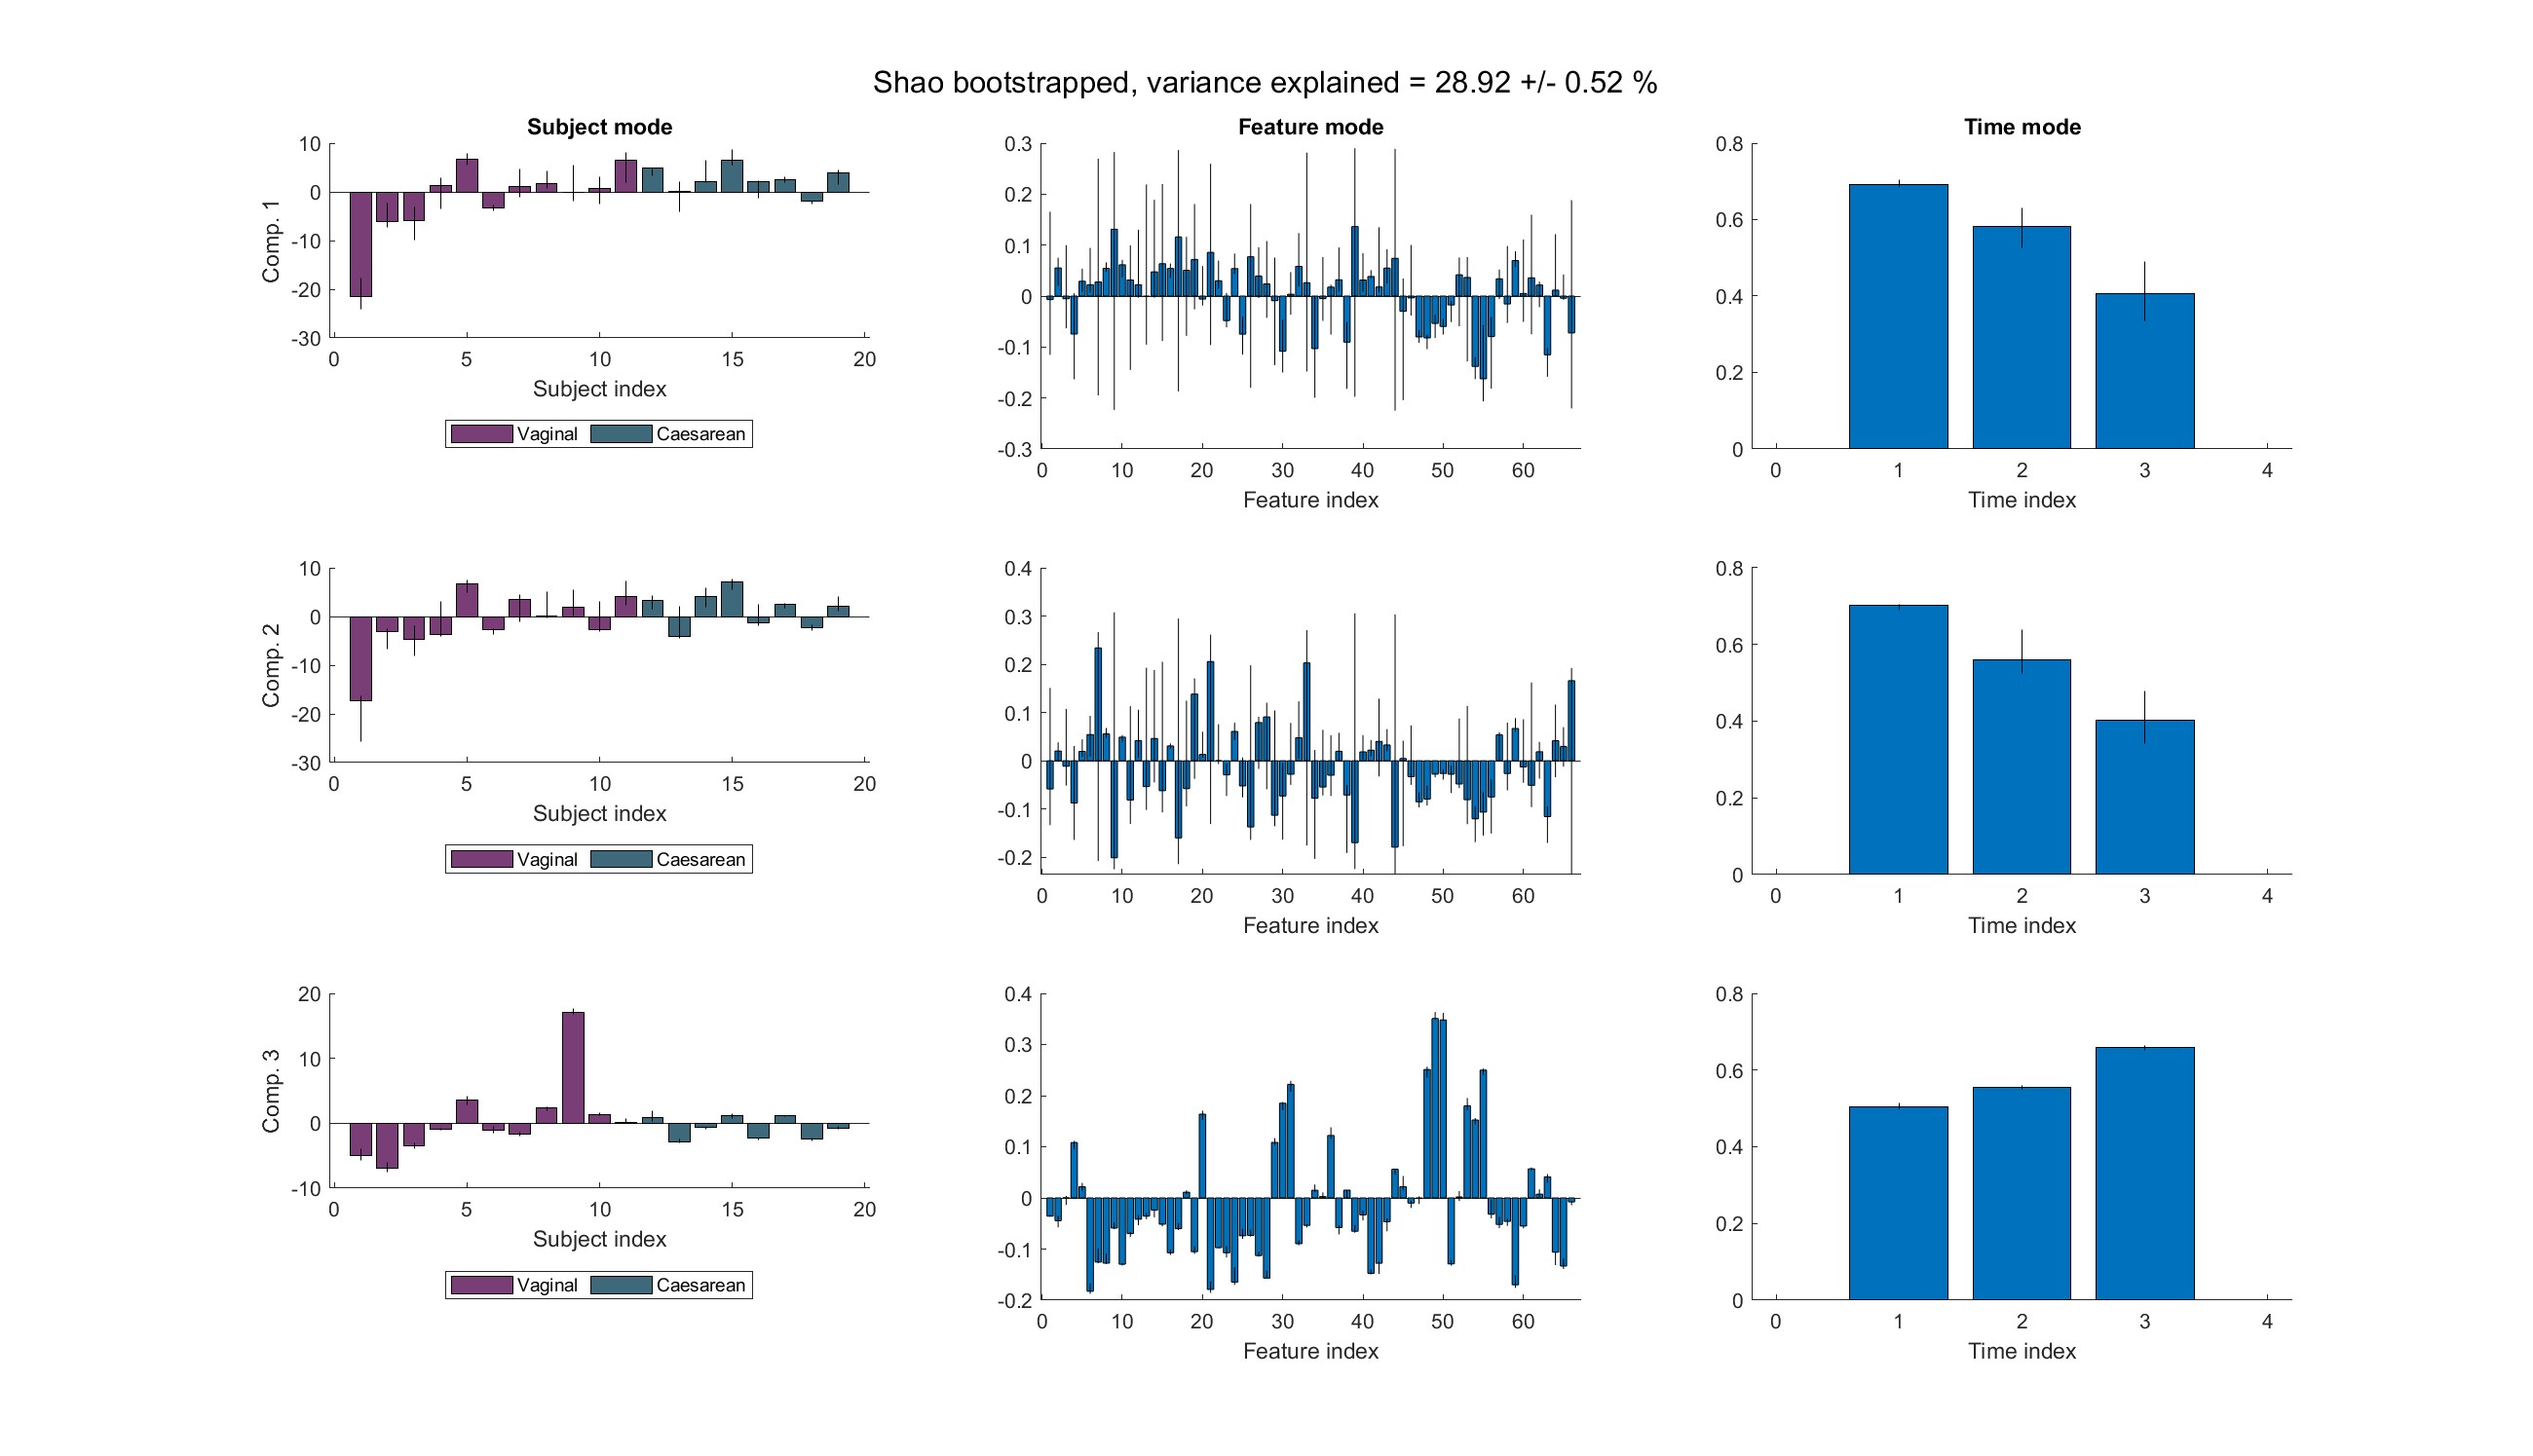 Shao bootstrapped, variance explained = 28.92 +/- 0.52 %
Subject mode
10
0
-10
-20
-30
Comp. 1
0 5 10 15 20
Subject index
Vaginal Caesarean
Feature mode
0.3
0.2
0.1
0
-0.1
-0.2
-0.3
0 10 20 30 40 50 60
Feature index
Time mode
0.8
0.6
0.4
0.2
0
0 1 2 3 4
Time index
10
0
-10
-20
-30
Comp. 2
0 5 10 15 20
Subject index
Vaginal Caesarean
0.4
0.3
0.2
0.1
0
-0.1
-0.2
0 10 20 30 40 50 60
Feature index
0.8
0.6
0.4
0.2
0
0 1 2 3 4
Time index
20
10
0
-10
Comp. 3
0 5 10 15 20
Subject index
Vaginal Caesarean
0.4
0.3
0.2
0.1
0
-0.1
-0.2
0 10 20 30 40 50 60
Feature index
0.8
0.6
0.4
0.2
0
0 1 2 3 4
Time index